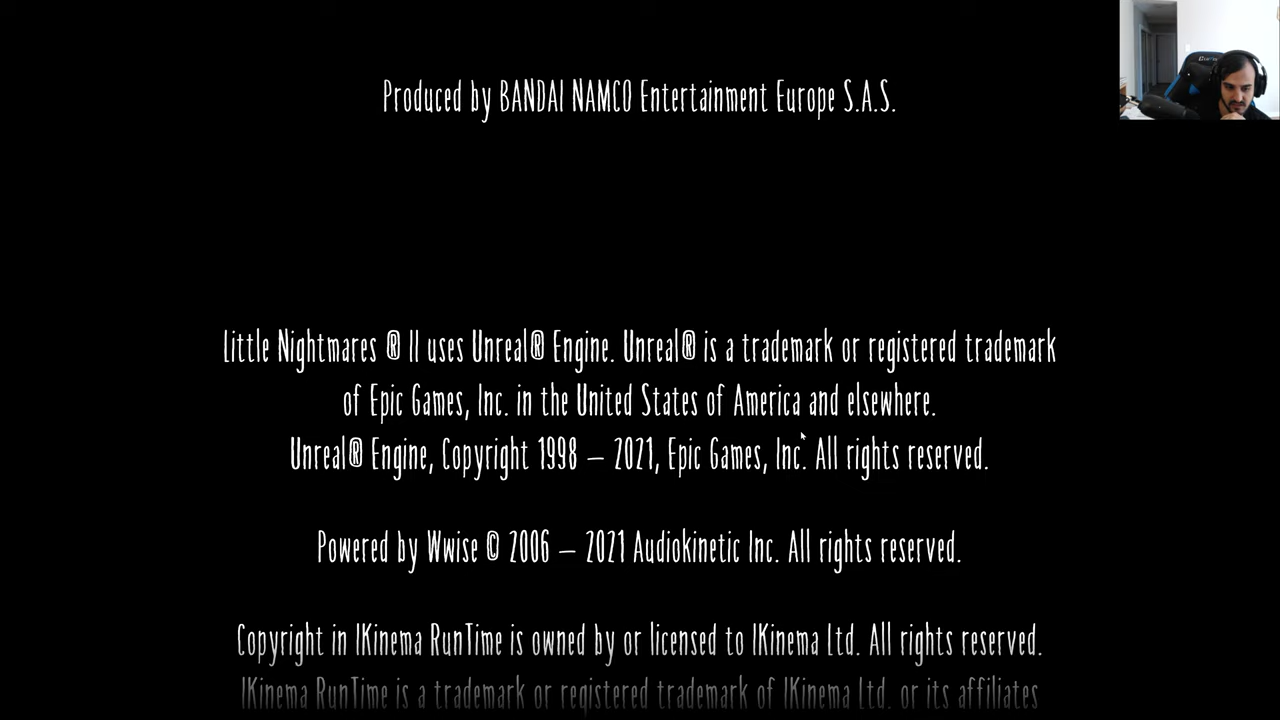 Produced by BANDAI NAMCO Entertainment Europe S.A.S.
Little Nightmares ® II uses Unreal® Engine. Unreal® is a trademark or registered trademark
of Epic Games, Inc. in the United States of America and elsewhere.
Unreal® Engine, Copyright 1998 – 2021, Epic Games, Inc. All rights reserved.
Powered by Wwise © 2006 – 2021 Audiokinetic Inc. All rights reserved.
Copyright in IKinema RunTime is owned by or licensed to IKinema Ltd. All rights reserved.
IKinema RunTime is a trademark or registered trademark of IKinema Ltd. or its affiliates